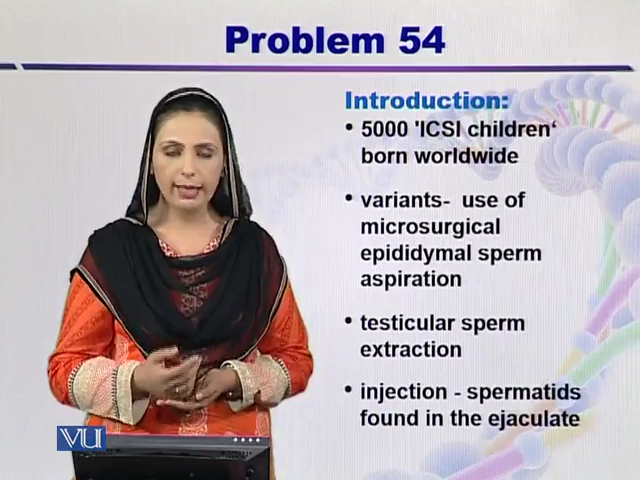 Problem 54
Introduction:
• 5000 'ICSI children‘
born worldwide
• variants- use of
microsurgical
epididymal sperm
aspiration
• testicular sperm
extraction
• injection - spermatids
found in the ejaculate
VU